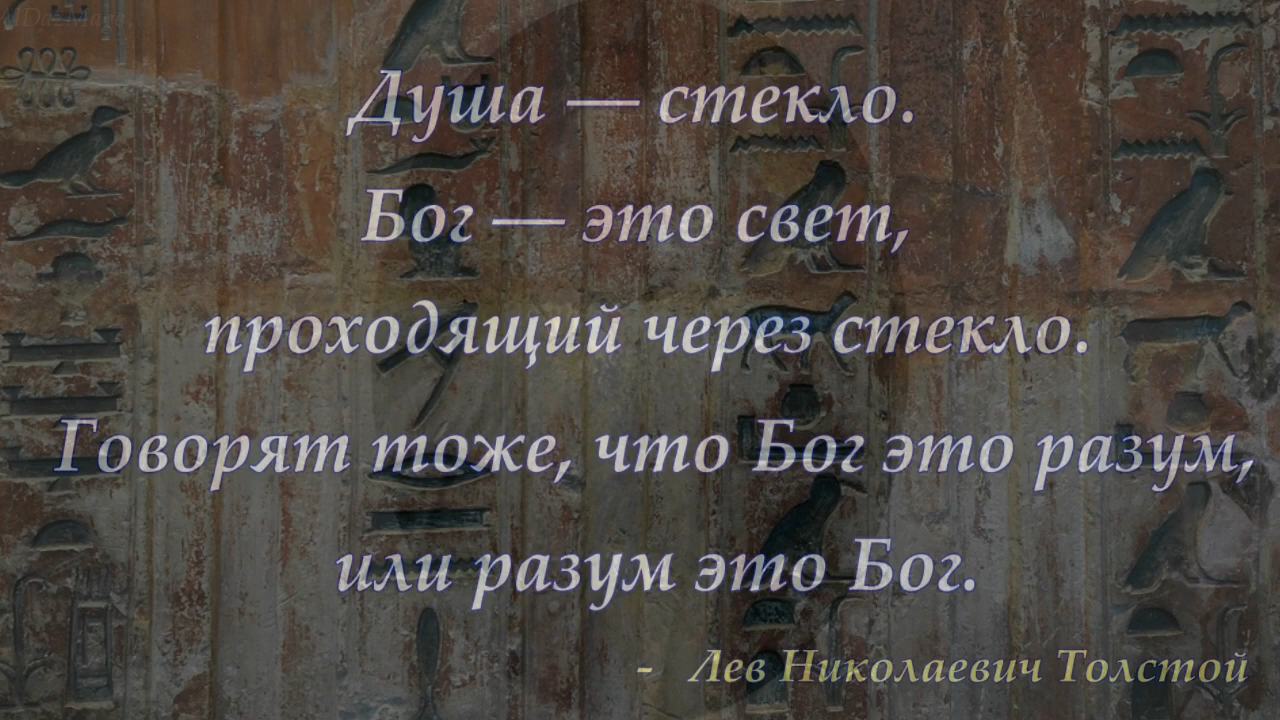 Душа — стекло.
Бог — это свет,
проходящий через стекло.
Говорят тоже, что Бог это разум,
или разум это Бог.
- Лев Николаевич Толстой